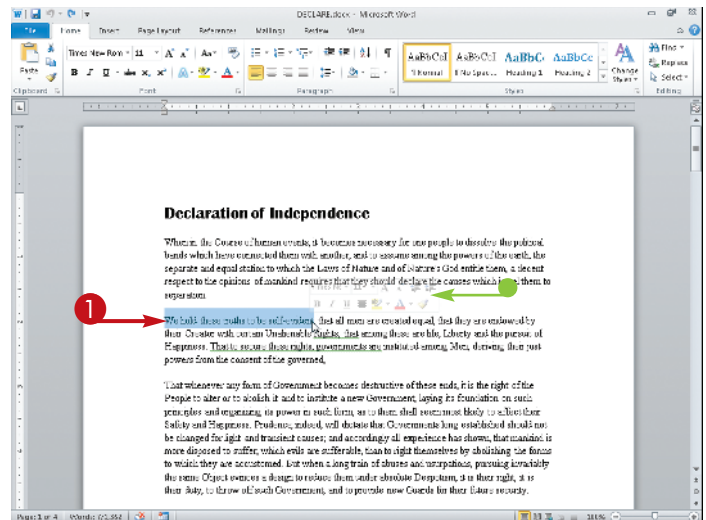 DECLARE.docx - Microsoft Word
File Home Insert Page Layout References Mailings Review View
Times New Rom 11
Paste
AaBbCcI AaBbCcI AaBbC AaBbCc
¶ Normal ¶ No Spac... Heading 1 Heading 2
Change
Styles
Find
Replace
Select
Clipboard Font Paragraph Styles Editing
Declaration of Independence
When in the Course of human events, it becomes necessary for one people to dissolve the political
bands which have connected them with another, and to assume among the powers of the earth, the
separate and equal station to which the Laws of Nature and of Nature's God entitle them, a decent
respect to the opinions of mankind requires that they should declare the causes which impel them to
separation.
1
We hold these truths to be self-evident, that all men are created equal, that they are endowed by
their Creator with certain Unalienable Rights, that among these are life, Liberty and the pursuit of
Happiness. That to secure these rights, governments are instituted among Men, deriving their just
powers from the consent of the governed,
That whenever any form of Government becomes destructive of these ends, it is the right of the
People to alter or to abolish it and to institute a new Government, laying its foundation on such
principles and organizing its power in such form, as to them shall seem most likely to affect their
Safety and Happiness. Prudence, indeed, will dictate that Governments long established should not
be changed for light and transient causes; and accordingly all experience has shown, that mankind is
more disposed to suffer, which evils are sufferable, than to right themselves by abolishing the forms
to which they are accustomed. But when a long train of abuses and usurpations, pursuing invariably
the same Object evinces a design to reduce them under absolute Despotism, it is their right, it is
their duty, to throw off such Government, and to provide new Guards for their future security.
Page: 1 of 4 Words: 7/1,352 100%